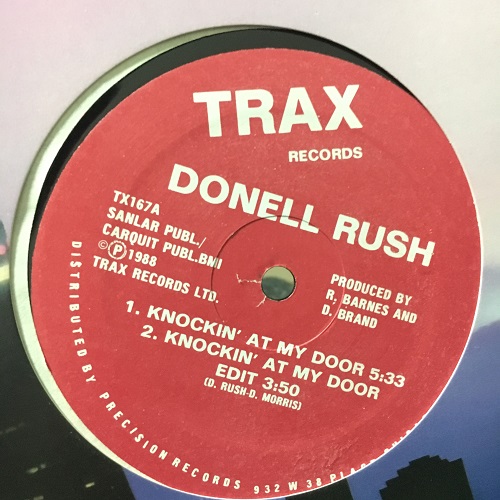 TRAX
RECORDS
DONELL RUSH
TX167A
SANLAR PUBL./
CARQUIT PUBL.BMI
©Ⓟ1988
TRAX RECORDS LTD.
PRODUCED BY
R. BARNES AND
D. BRAND
1. KNOCKIN' AT MY DOOR 5:33
2. KNOCKIN' AT MY DOOR
EDIT 3:50
(D. RUSH-D. MORRIS)
DISTRIBUTED BY PRECISION RECORDS 932 W 38 PLACE